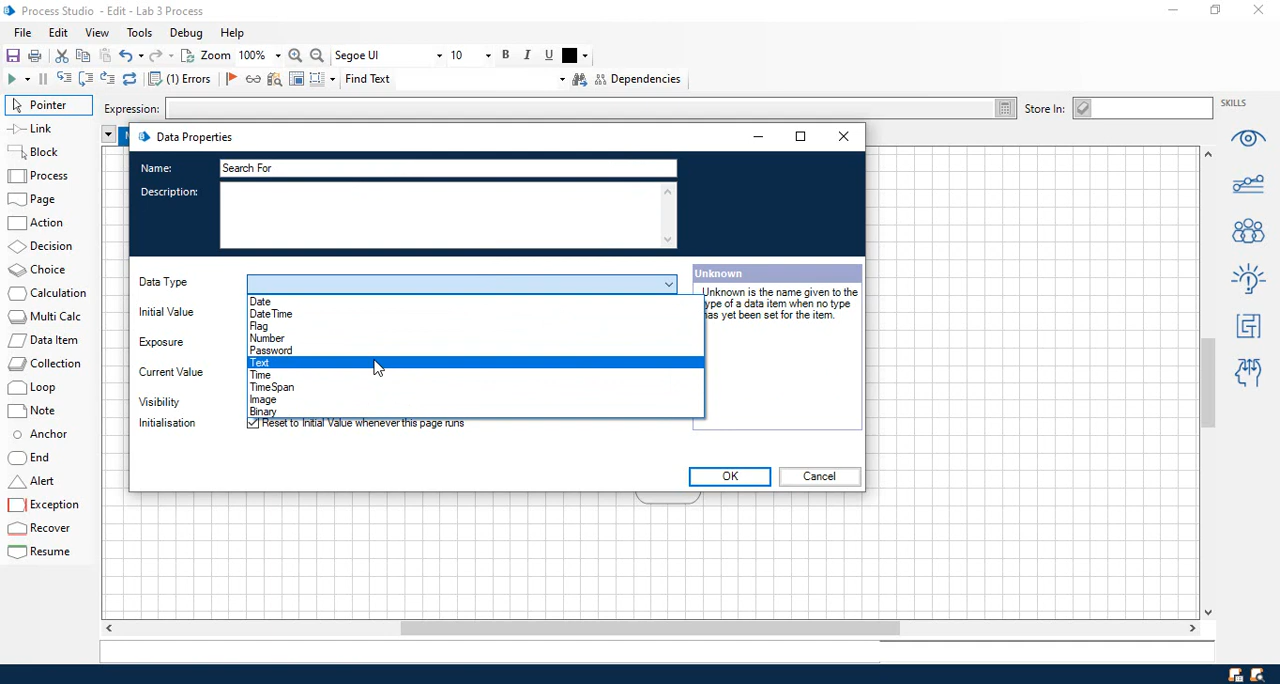 Process Studio - Edit - Lab 3 Process
File Edit View Tools Debug Help
Zoom 100% Segoe UI 10 B I U
(1) Errors Find Text Dependencies
Pointer Expression: Store In: SKILLS
Link
Block
Process
Page
Action
Decision
Choice
Calculation
Multi Calc
Data Item
Collection
Loop
Note
Anchor
End
Alert
Exception
Recover
Resume
Data Properties
Name: Search For
Description:
Data Type
Initial Value
Exposure
Current Value
Visibility
Initialisation
Date
DateTime
Flag
Number
Password
Text
Time
TimeSpan
Image
Binary
Reset to Initial Value whenever this page runs
Unknown
Unknown is the name given to the
ype of a data item when no type
has yet been set for the item.
OK Cancel